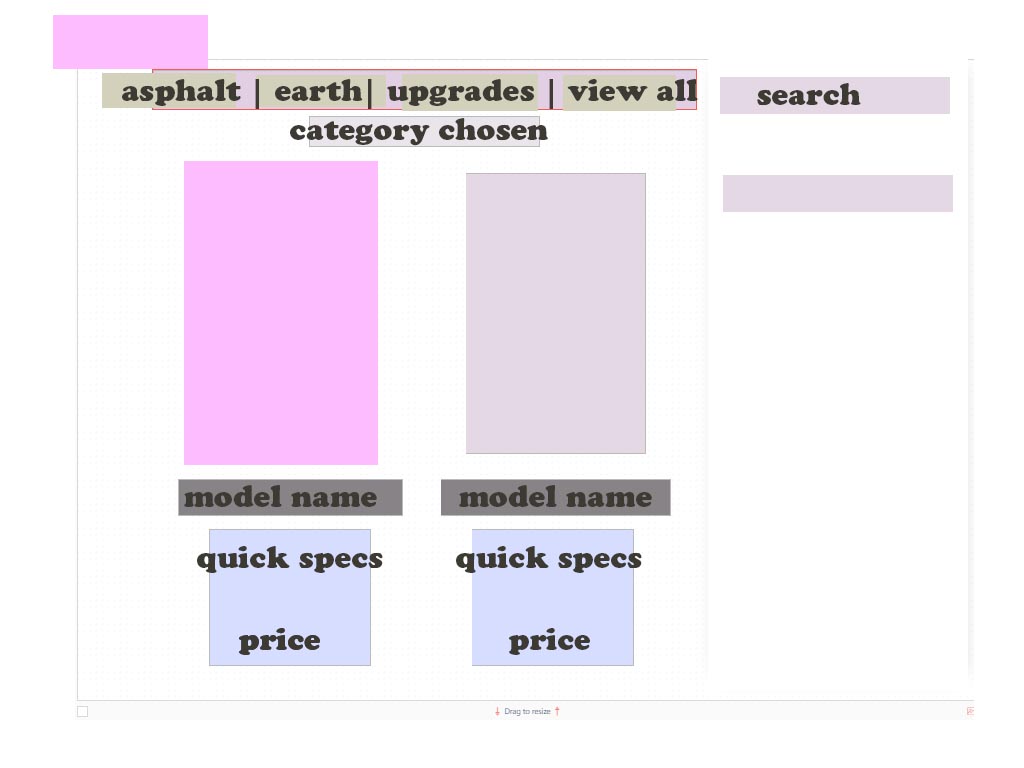 asphalt | earth | upgrades | view all
search
category chosen
model name
model name
quick specs
quick specs
price
price
Drag to resize